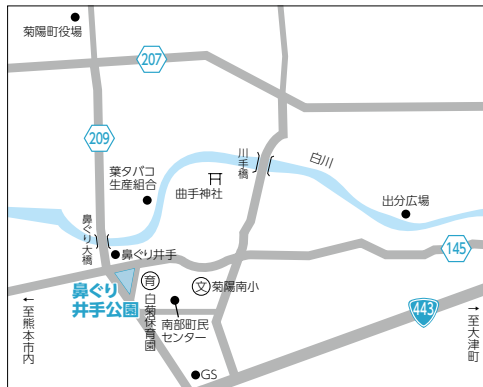 菊陽町役場
207
209
葉タバコ
生産組合
曲手神社
川手橋
白川
出分広場
鼻ぐり大橋
鼻ぐり井手
145
鼻ぐり
井手公園
育
白菊保育園
文
菊陽南小
南部町民
センター
443
←至熊本市内
→至大津町
GS